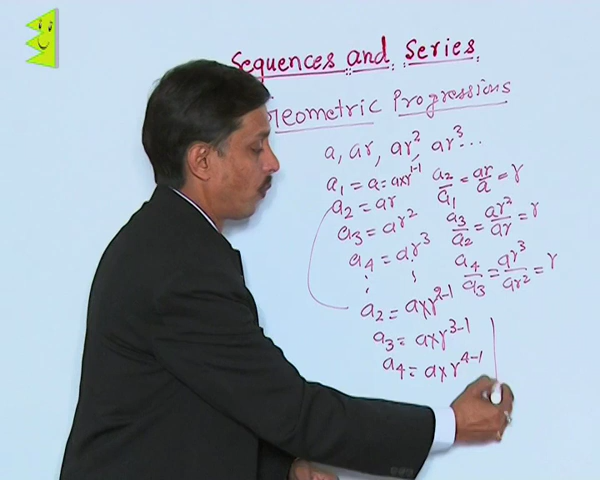 Sequences and Series
Geometric Progressions
a, ar, ar², ar³...
a₁ = a = a×r¹⁻¹
a₂ = ar
a₃ = ar²
a₄ = ar³
⋮ ⋮
a₂ = a×r²⁻¹
a₃ = a×r³⁻¹
a₄ = a×r⁴⁻¹
a₂/a₁ = ar/a = r
a₃/a₂ = ar²/ar = r
a₄/a₃ = ar³/ar² = r